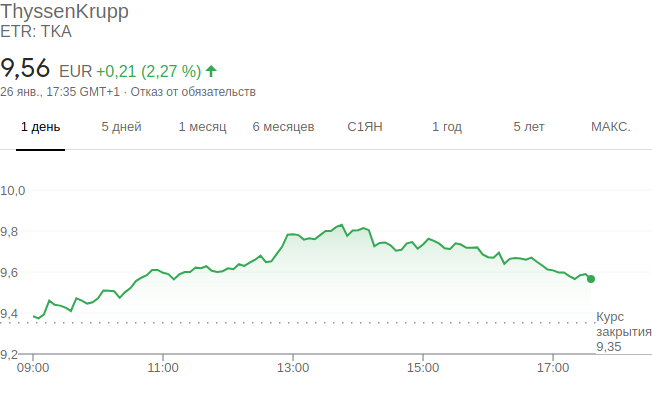 ThyssenKrupp
ETR: TKA
9,56 EUR +0,21 (2,27 %)
26 янв., 17:35 GMT+1 · Отказ от обязательств
1 день 5 дней 1 месяц 6 месяцев С1ЯН 1 год 5 лет МАКС.
10,0
9,8
9,6
9,4
Курс
закрытия
9,35
9,2
09:00 11:00 13:00 15:00 17:00